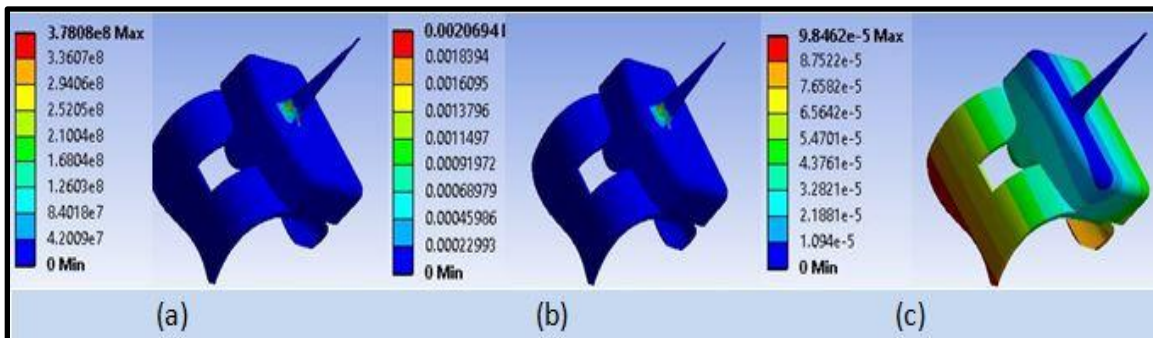 3.7808e8 Max
3.3607e8
2.9406e8
2.5205e8
2.1004e8
1.6804e8
1.2603e8
8.4018e7
4.2009e7
0 Min
(a)
0.0020694
0.0018394
0.0016095
0.0013796
0.0011497
0.00091972
0.00068979
0.00045986
0.00022993
0 Min
(b)
9.8462e-5 Max
8.7522e-5
7.6582e-5
6.5642e-5
5.4701e-5
4.3761e-5
3.2821e-5
2.1881e-5
1.094e-5
0 Min
(c)